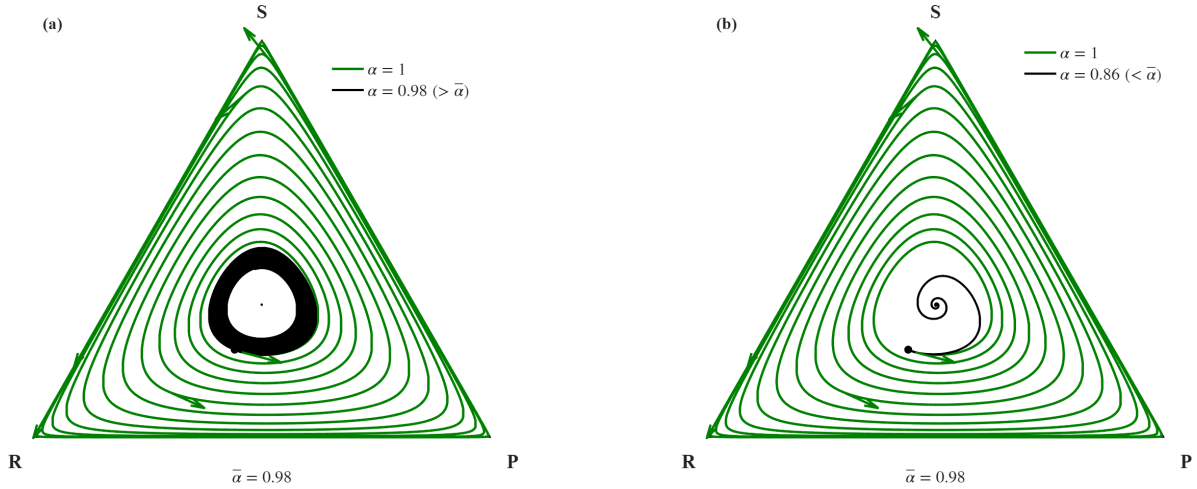 (a)
S
α = 1
α = 0.98 (> α̅)
R
P
α̅ = 0.98
(b)
S
α = 1
α = 0.86 (< α̅)
R
P
α̅ = 0.98